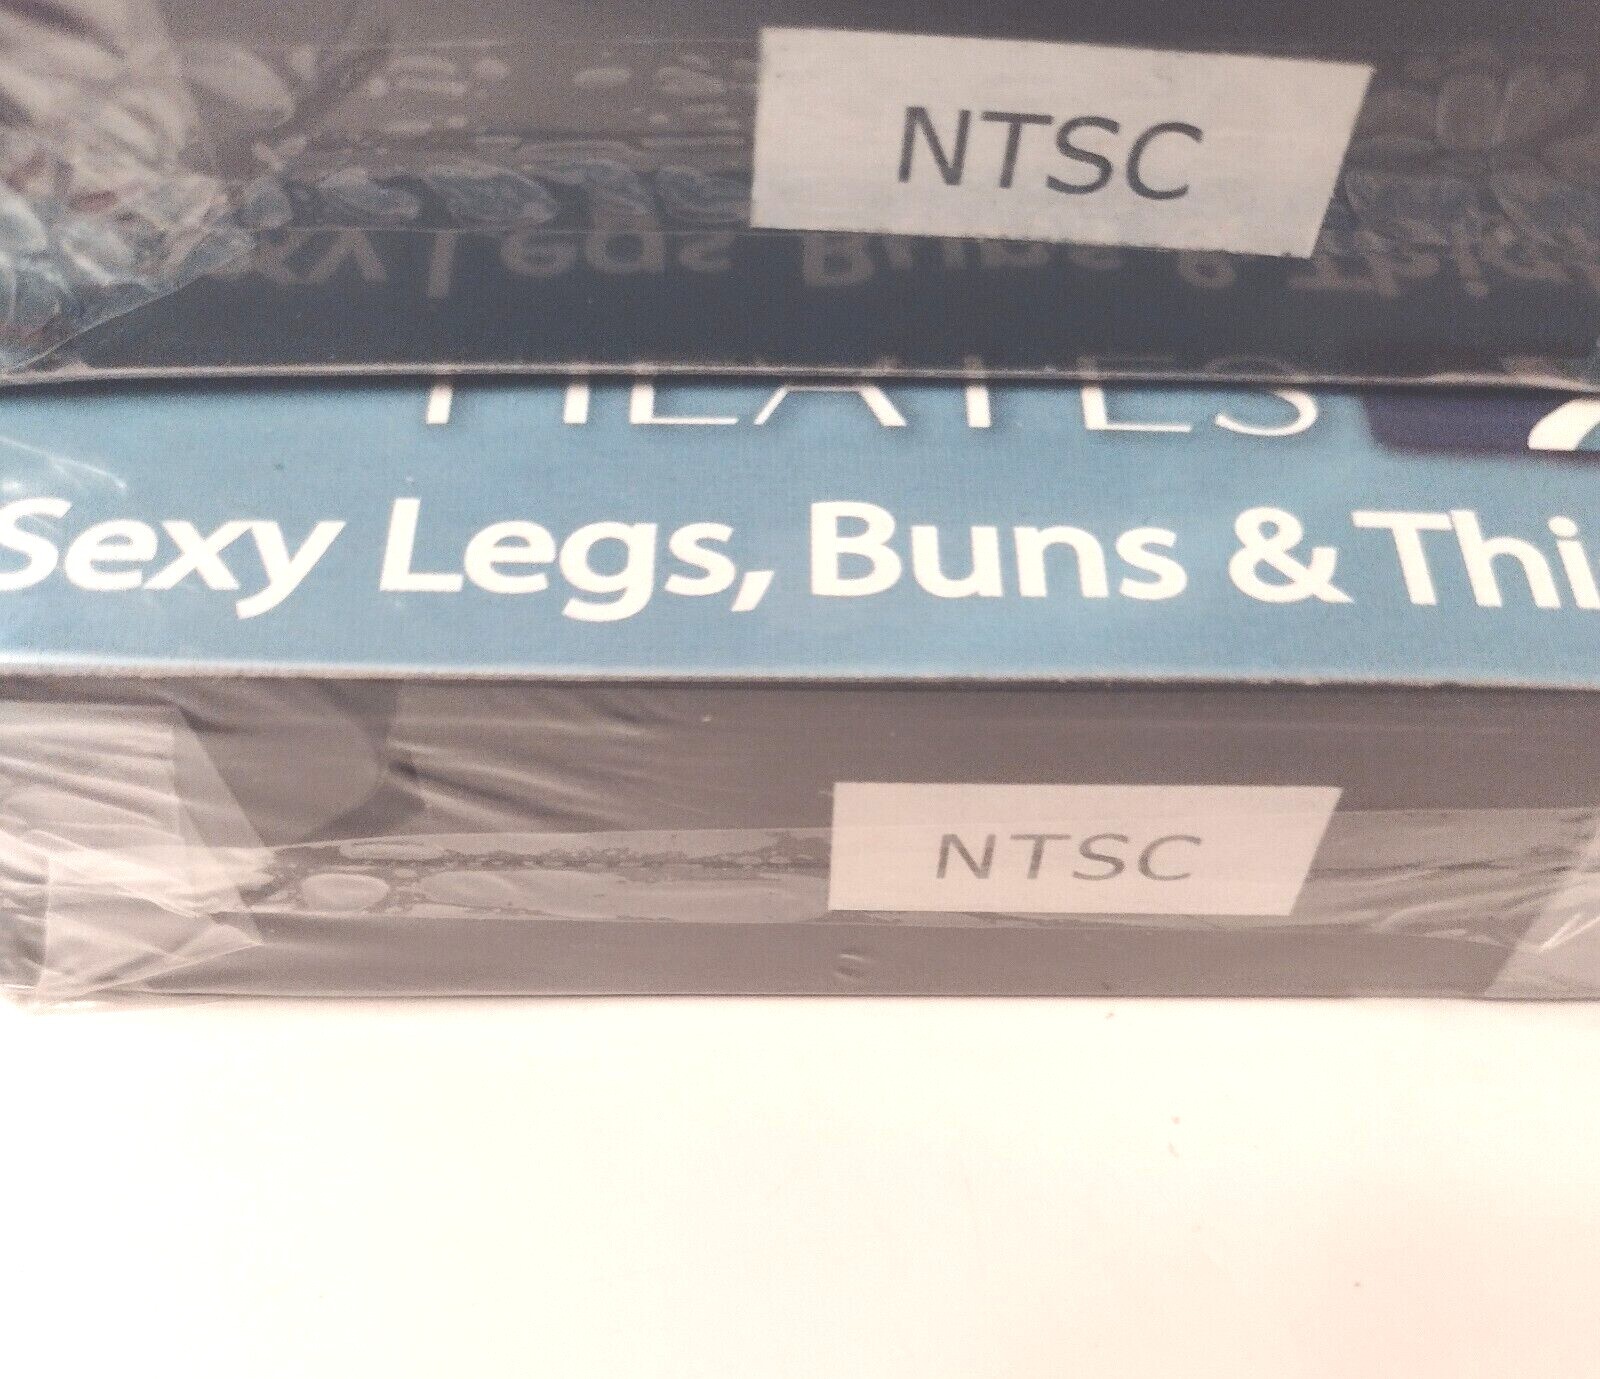 NTSC
PILATES
Sexy Legs, Buns & Thi
NTSC